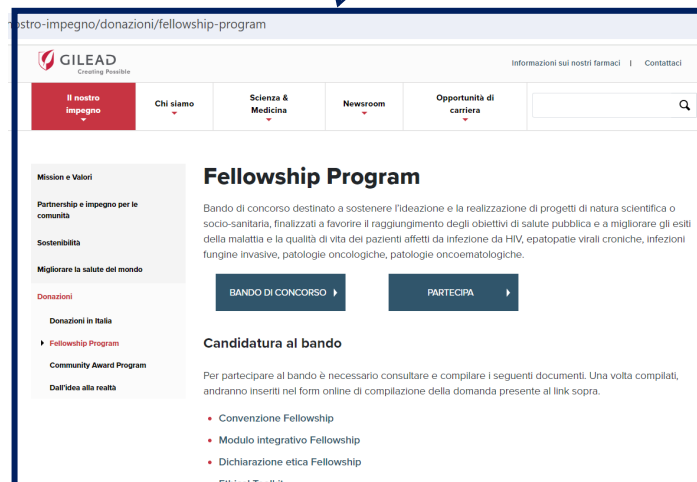 ostro-impegno/donazioni/fellowship-program
GILEAD
Creating Possible
Informazioni sui nostri farmaci | Contattaci
Il nostro
impegno
Chi siamo
Scienza &
Medicina
Newsroom
Opportunità di
carriera
Mission e Valori
Partnership e impegno per le
comunità
Sostenibilità
Migliorare la salute del mondo
Donazioni
Donazioni in Italia
Fellowship Program
Community Award Program
Dall'idea alla realtà
Fellowship Program
Bando di concorso destinato a sostenere l'ideazione e la realizzazione di progetti di natura scientifica o
socio-sanitaria, finalizzati a favorire il raggiungimento degli obiettivi di salute pubblica e a migliorare gli esiti
della malattia e la qualità di vita dei pazienti affetti da infezione da HIV, epatopatie virali croniche, infezioni
fungine invasive, patologie oncologiche, patologie oncoematologiche.
BANDO DI CONCORSO
PARTECIPA
Candidatura al bando
Per partecipare al bando è necessario consultare e compilare i seguenti documenti. Una volta compilati,
andranno inseriti nel form online di compilazione della domanda presente al link sopra.
Convenzione Fellowship
Modulo integrativo Fellowship
Dichiarazione etica Fellowship